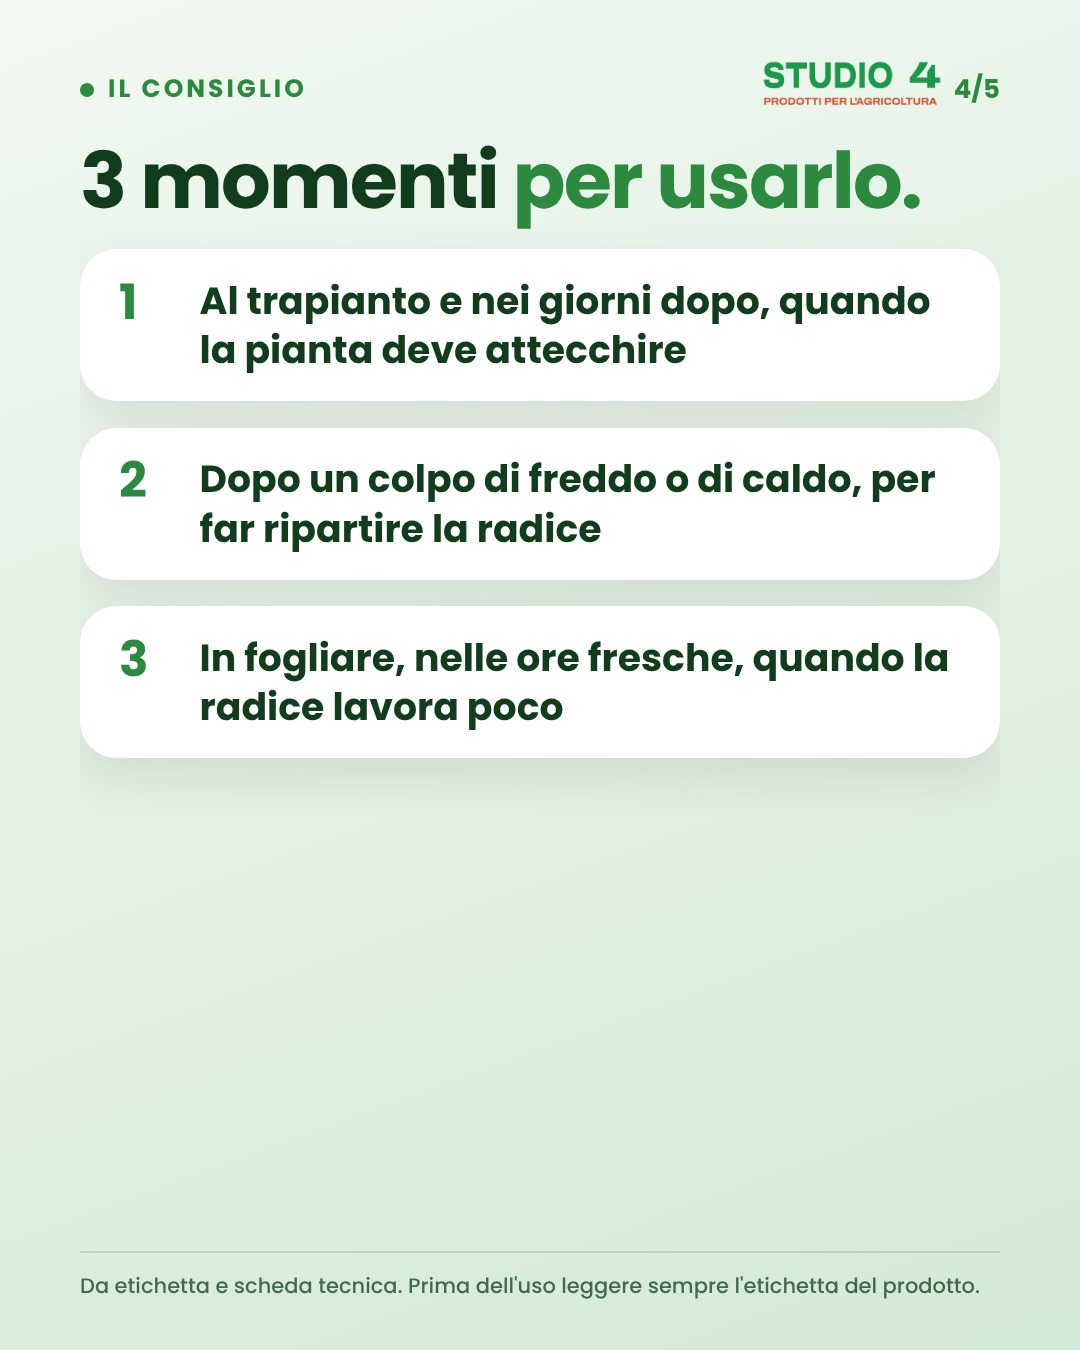 IL CONSIGLIO
STUDIO 4
PRODOTTI PER L'AGRICOLTURA
4/5
3 momenti per usarlo.
1
Al trapianto e nei giorni dopo, quando
la pianta deve attecchire
2
Dopo un colpo di freddo o di caldo, per
far ripartire la radice
3
In fogliare, nelle ore fresche, quando la
radice lavora poco
Da etichetta e scheda tecnica. Prima dell'uso leggere sempre l'etichetta del prodotto.